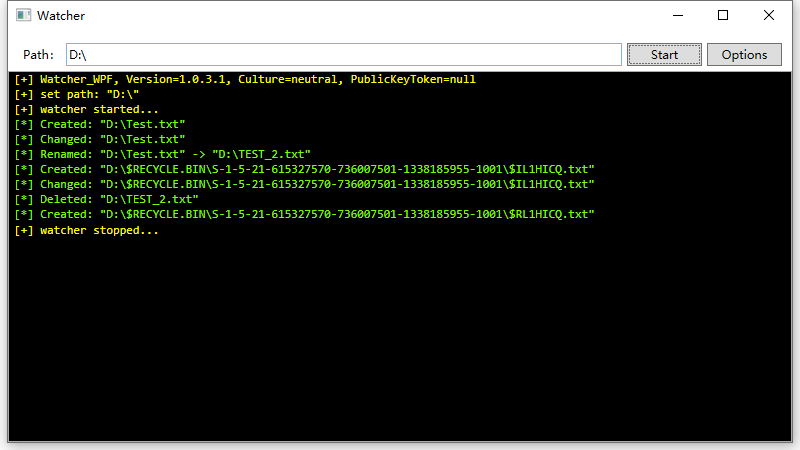 Watcher
Path: D:\ Start Options
[+] Watcher_WPF, Version=1.0.3.1, Culture=neutral, PublicKeyToken=null
[+] set path: "D:\"
[+] watcher started...
[*] Created: "D:\Test.txt"
[*] Changed: "D:\Test.txt"
[*] Renamed: "D:\Test.txt" -> "D:\TEST_2.txt"
[*] Created: "D:\$RECYCLE.BIN\S-1-5-21-615327570-736007501-1338185955-1001\$IL1HICQ.txt"
[*] Changed: "D:\$RECYCLE.BIN\S-1-5-21-615327570-736007501-1338185955-1001\$IL1HICQ.txt"
[*] Deleted: "D:\TEST_2.txt"
[*] Created: "D:\$RECYCLE.BIN\S-1-5-21-615327570-736007501-1338185955-1001\$RL1HICQ.txt"
[+] watcher stopped...